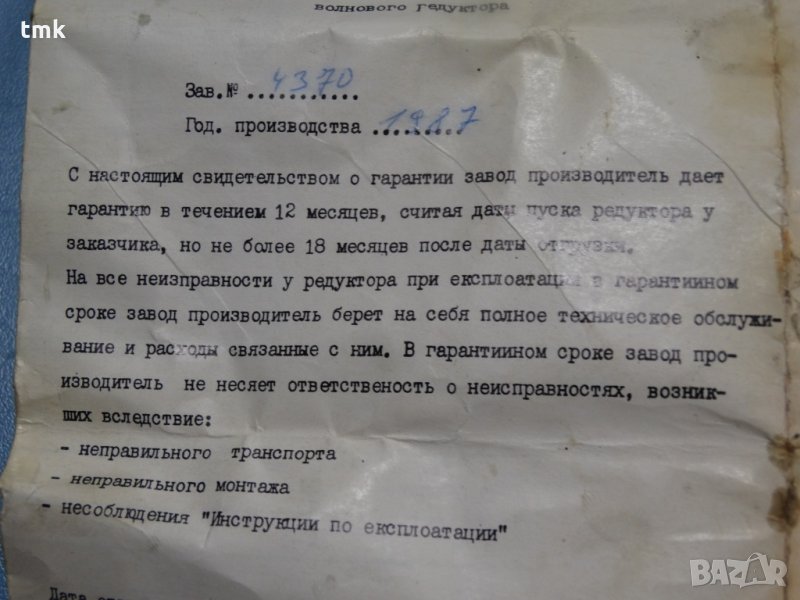 tmk
волнового редуктора
Зав.№ 4370
Год. производства 1987
С настоящим свидетельством о гарантии завод производитель дает
гарантию в течением 12 месяцев, считая даты пуска редуктора у
заказчика, но не более 18 месяцев после даты отгрузки.
На все неизправности у редуктора при експлоатации в гарантиином
сроке завод производитель берет на себя полное техническое обслужи-
вание и расходы связанные с ним. В гарантиином сроке завод про-
изводитель не несяет ответственость о неисправностях, возник-
ших вследствие:
- неправильного транспорта
- неправильного монтажа
- несоблюдения "Инструкции по експлоатации"
Дата
BAZAR